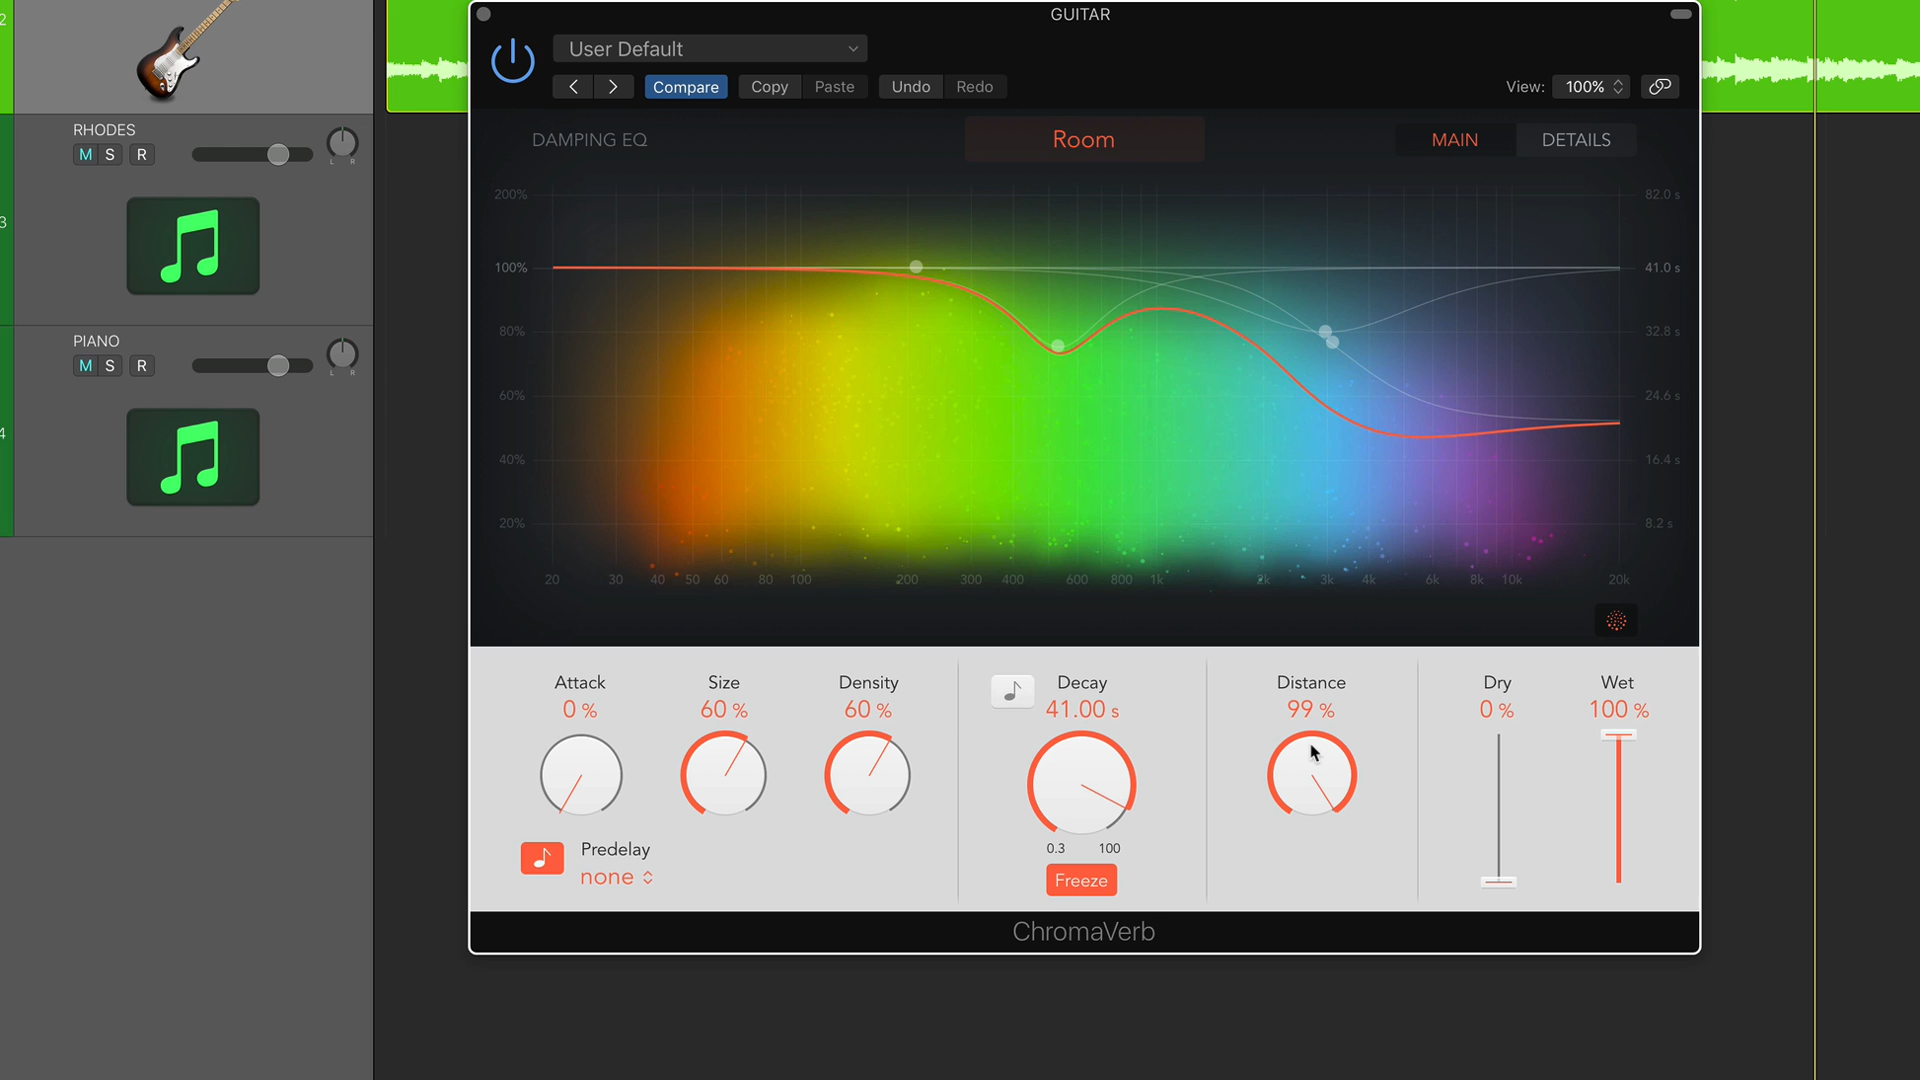 2
GUITAR
User Default
Compare Copy Paste Undo Redo
View: 100%
DAMPING EQ
Room
MAIN DETAILS
RHODES
M S R
L R
3
PIANO
M S R
L R
4
200% 82.0 s
100% 41.0 s
80% 32.8 s
60% 24.6 s
40% 16.4 s
20% 8.2 s
20 30 40 50 60 80 100 200 300 400 600 800 1k 2k 3k 4k 6k 8k 10k 20k
Attack Size Density Decay Distance Dry Wet
0 % 60 % 60 % 41.00 s 99 % 0 % 100 %
0.3 100
Predelay
none
Freeze
ChromaVerb